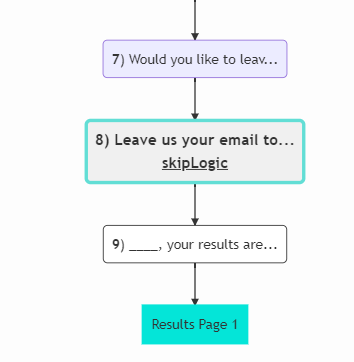 7) Would you like to leav...
8) Leave us your email to...
skipLogic
9) ____, your results are...
Results Page 1